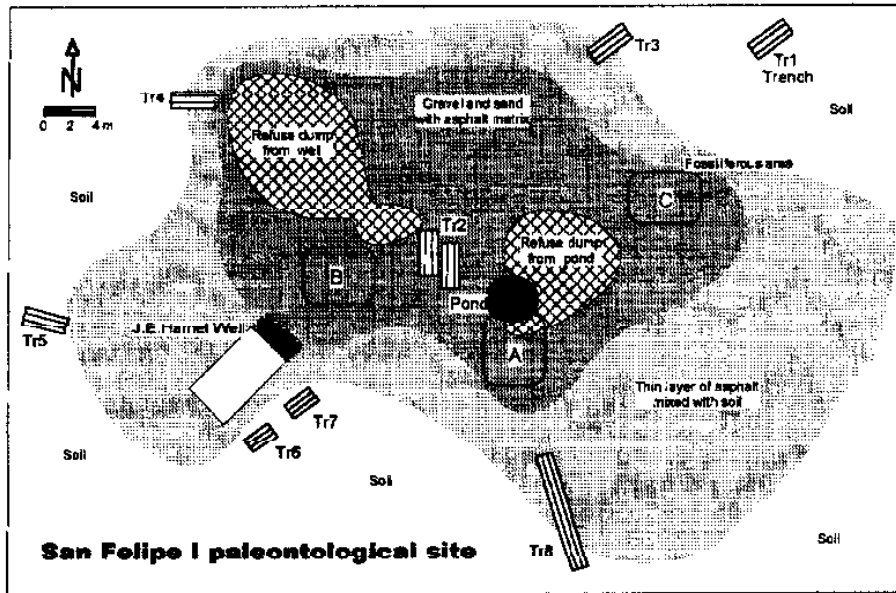 Tr3
Tr1
Trench
N
Tr4
Gravel and sand
with asphalt matrix
Soil
0 2 4m
Refuse dump
from well
Fossiliferous area
Soil
C
Tr2
Refuse dump
from pond
B
Pond
J.E. Hamel Well
Tr5
A
Thin layer of asphalt
mixed with soil
Tr7
Tr6
Soil
Soil
San Felipe I paleontological site
Tr8
Soil